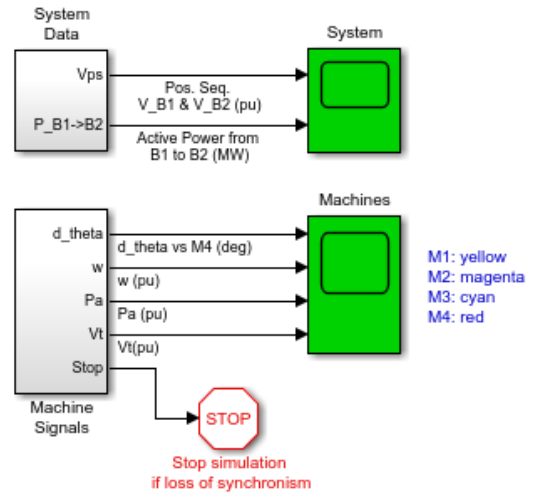 System
Data
System
Vps
Pos. Seq.
V_B1 & V_B2 (pu)
P_B1->B2
Active Power from
B1 to B2 (MW)
Machines
d_theta
d_theta vs M4 (deg)
w
w (pu)
Pa
Pa (pu)
Vt
Vt(pu)
Stop
M1: yellow
M2: magenta
M3: cyan
M4: red
Machine
Signals
STOP
Stop simulation
if loss of synchronism